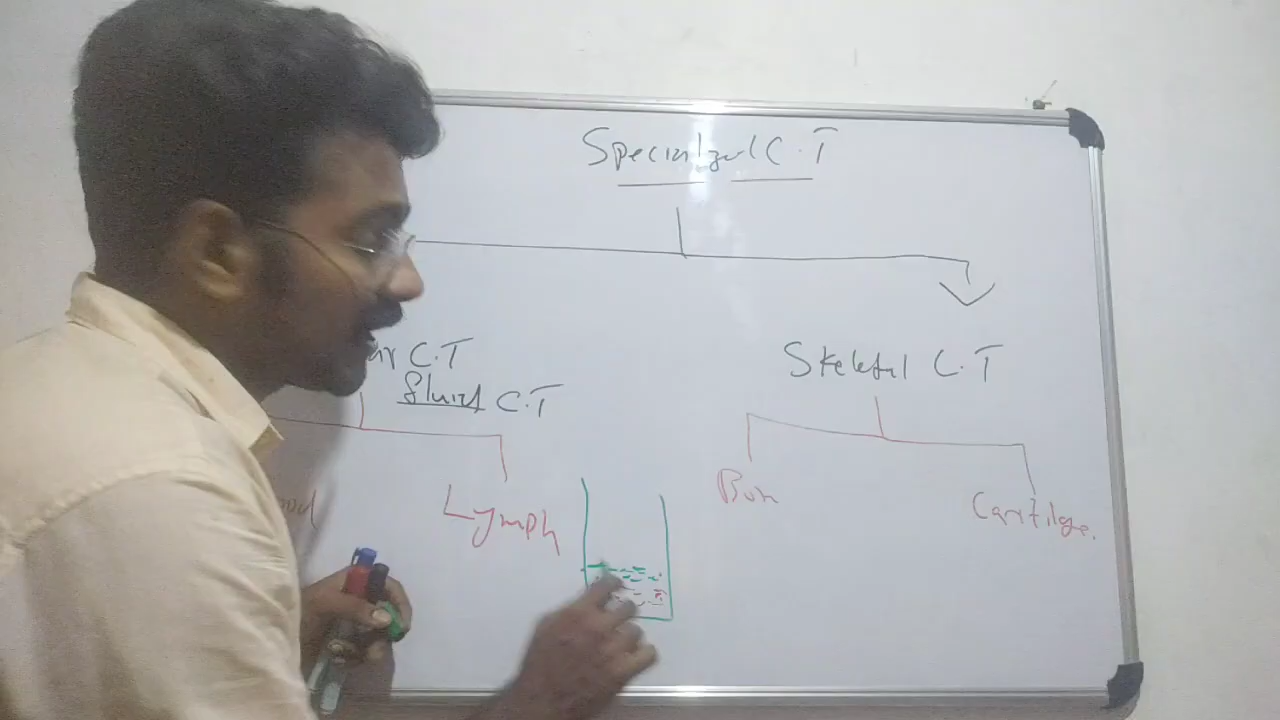 Specialized C.T
C.T
Skeletal C.T
fluid C.T
Bon
Lymph
Cartilage.